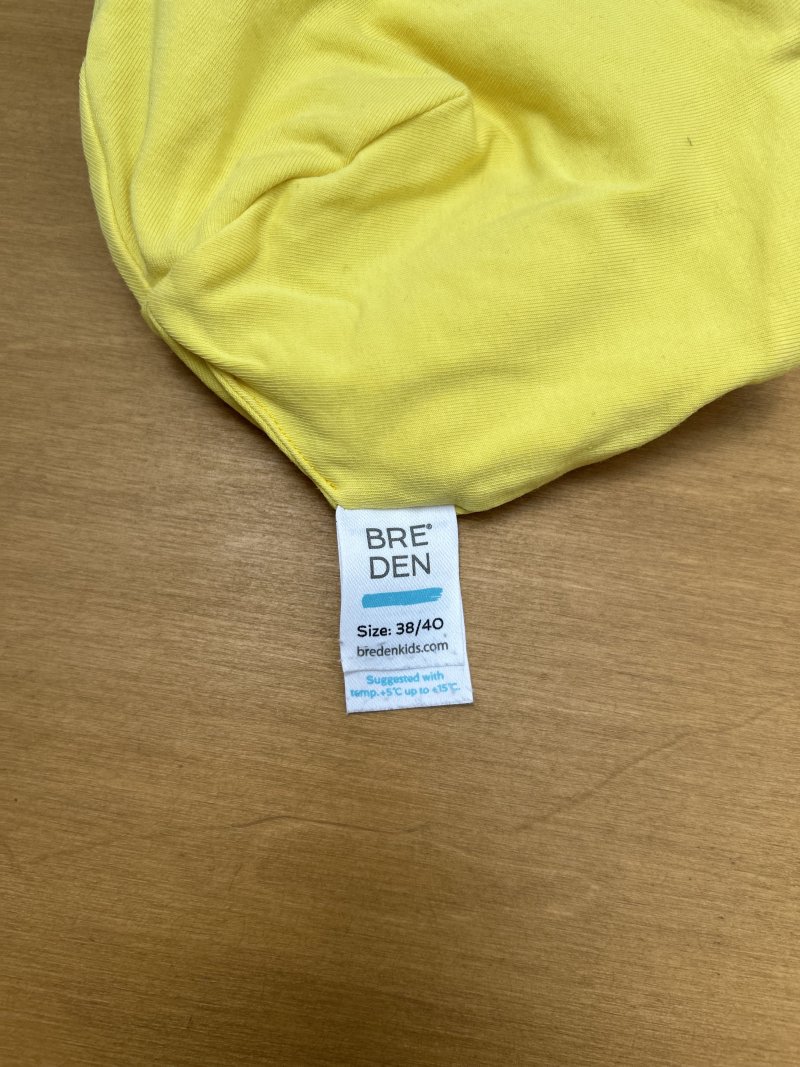 BRE®
DEN
Size: 38/40
bredenkids.com
Suggested with
temp.+5°C up to +15°C.